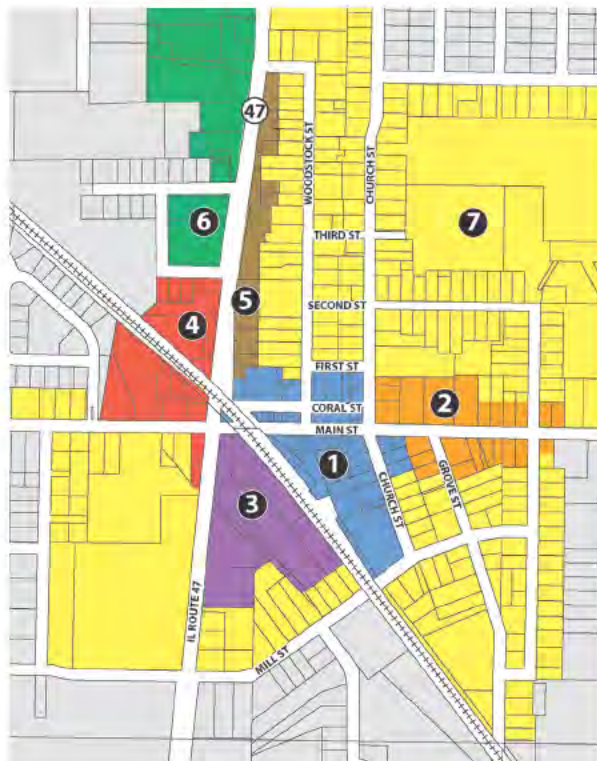 47
WOODSTOCK ST
CHURCH ST
6
7
THIRD ST.
5
SECOND ST
4
FIRST ST
2
CORAL ST
MAIN ST
1
CHURCH ST
GROVE ST
3
IL ROUTE 47
MILL ST